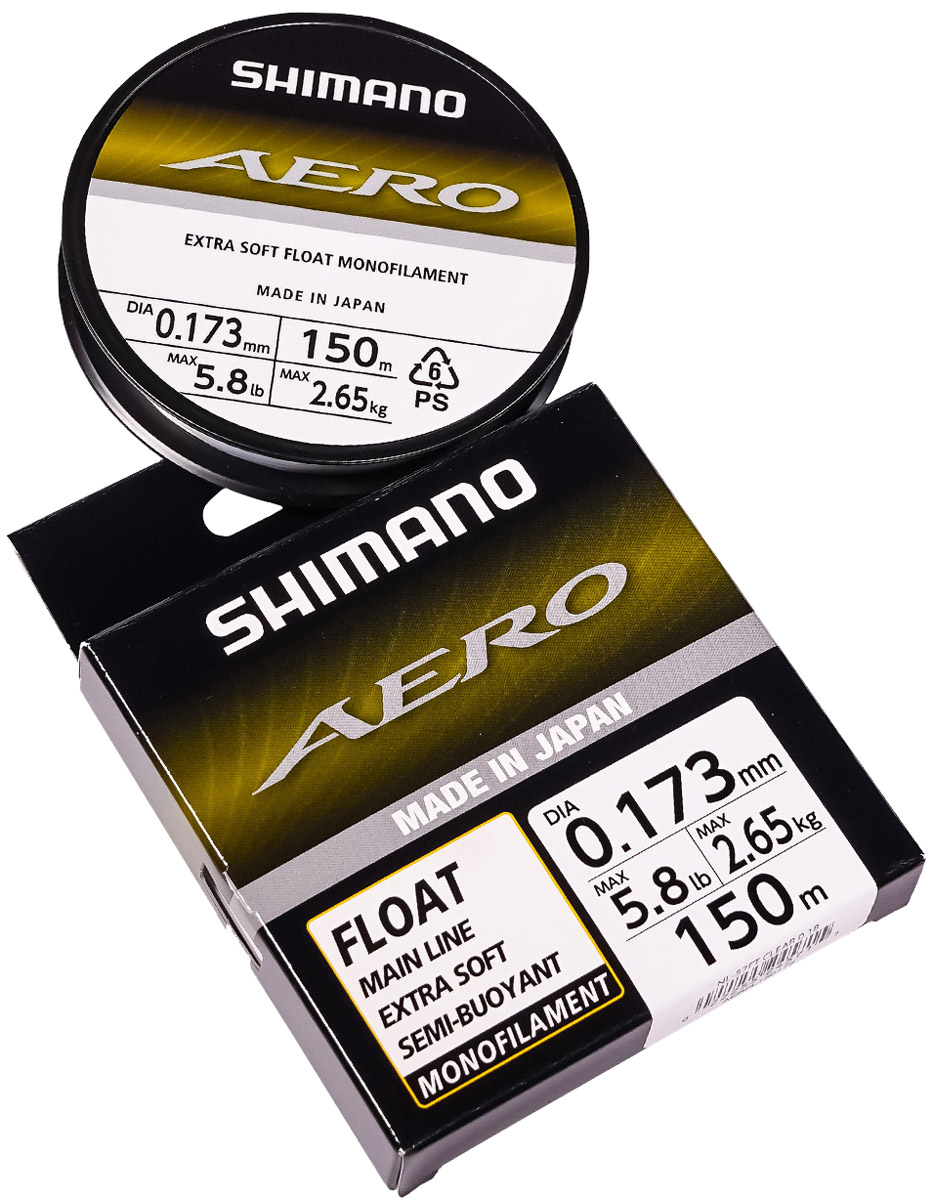 SHIMANO
AERO
EXTRA SOFT FLOAT MONOFILAMENT
MADE IN JAPAN
DIA 0.173 mm
150 m
MAX 5.8 lb
MAX 2.65 kg
6
PS
SHIMANO
AERO
MADE IN JAPAN
FLOAT
MAIN LINE
EXTRA SOFT
SEMI-BUOYANT
MONOFILAMENT
DIA 0.173 mm
MAX 5.8 lb
MAX 2.65 kg
150 m
CLEAR